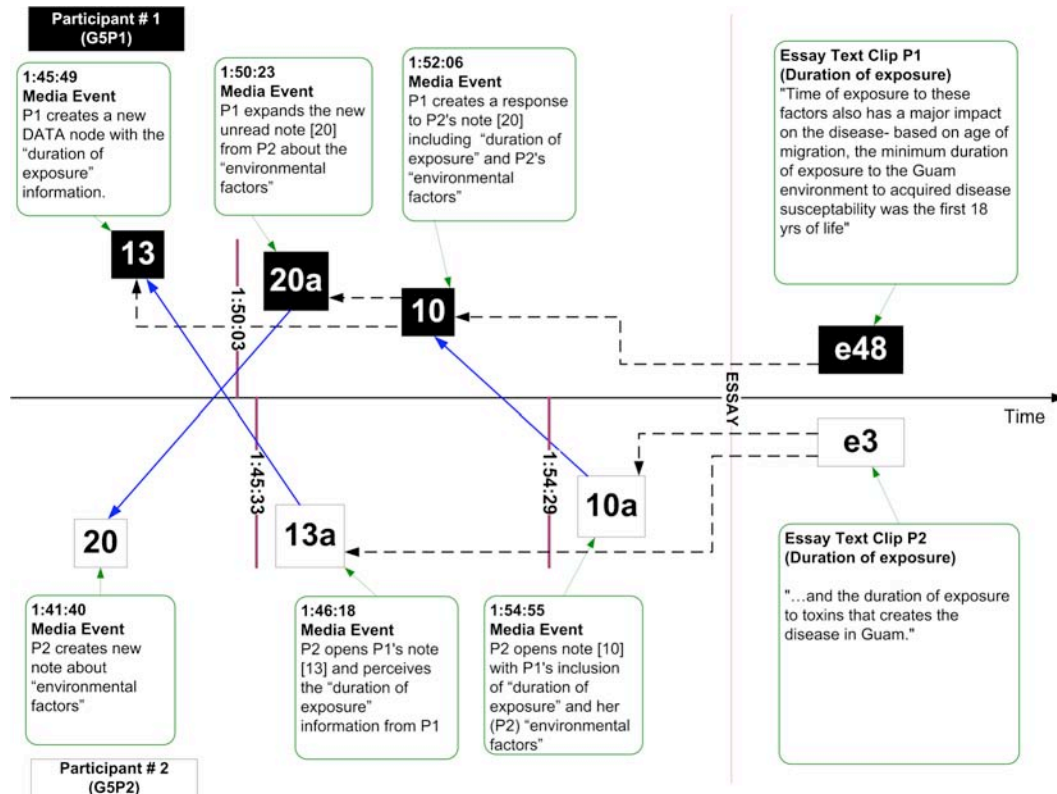 Participant # 1
(G5P1)
1:45:49
Media Event
P1 creates a new
DATA node with the
“duration of
exposure”
information.
1:50:23
Media Event
P1 expands the new
unread note [20]
from P2 about the
“environmental
factors”
1:52:06
Media Event
P1 creates a response
to P2's note [20]
including “duration of
exposure” and P2's
“environmental
factors”
Essay Text Clip P1
(Duration of exposure)
"Time of exposure to these
factors also has a major impact
on the disease- based on age of
migration, the minimum duration
of exposure to the Guam
environment to acquired disease
susceptability was the first 18
yrs of life"
13
20a
10
e48
1:50:03
ESSAY
Time
1:45:33
1:54:29
e3
20
13a
10a
1:41:40
Media Event
P2 creates new
note about
“environmental
factors”
1:46:18
Media Event
P2 opens P1's note
[13] and perceives
the “duration of
exposure”
information from P1
1:54:55
Media Event
P2 opens note [10]
with P1's inclusion
of “duration of
exposure” and her
(P2) “environmental
factors”
Essay Text Clip P2
(Duration of exposure)
"...and the duration of exposure
to toxins that creates the
disease in Guam."
Participant # 2
(G5P2)